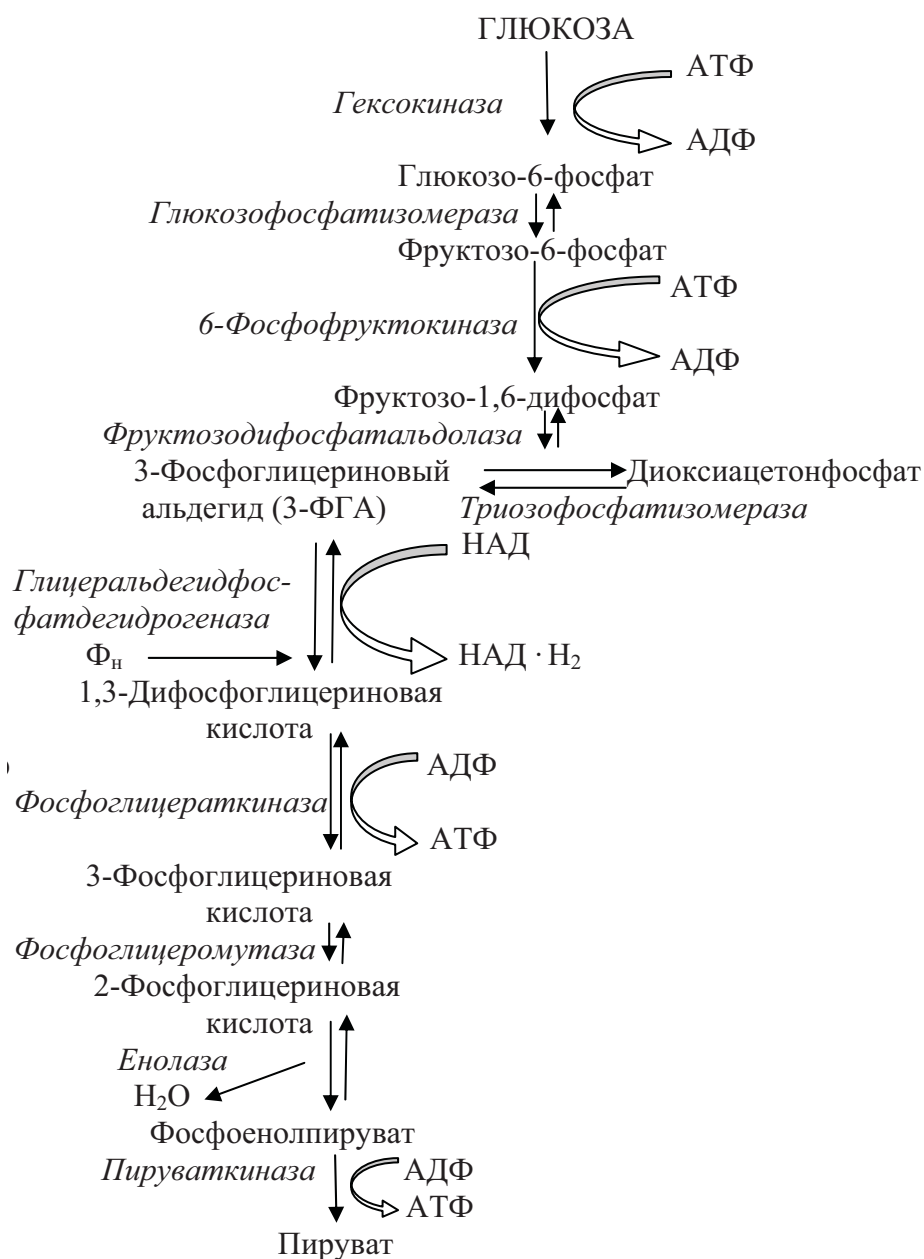 ГЛЮКОЗА
АТФ
Гексокиназа
АДФ
Глюкозо-6-фосфат
Глюкозофосфатизомераза
Фруктозо-6-фосфат
АТФ
6-Фосфофруктокиназа
АДФ
Фруктозо-1,6-дифосфат
Фруктозодифосфатальдолаза
3-Фосфоглицериновый
альдегид (3-ФГА)
Диоксиацетонфосфат
Триозофосфатизомераза
НАД
Глицеральдегидфос-
фатдегидрогеназа
Фн
НАД · Н2
1,3-Дифосфоглицериновая
кислота
АДФ
Фосфоглицераткиназа
АТФ
3-Фосфоглицериновая
кислота
Фосфоглицеромутаза
2-Фосфоглицериновая
кислота
Енолаза
Н2О
Фосфоенолпируват
Пируваткиназа
АДФ
АТФ
Пируват